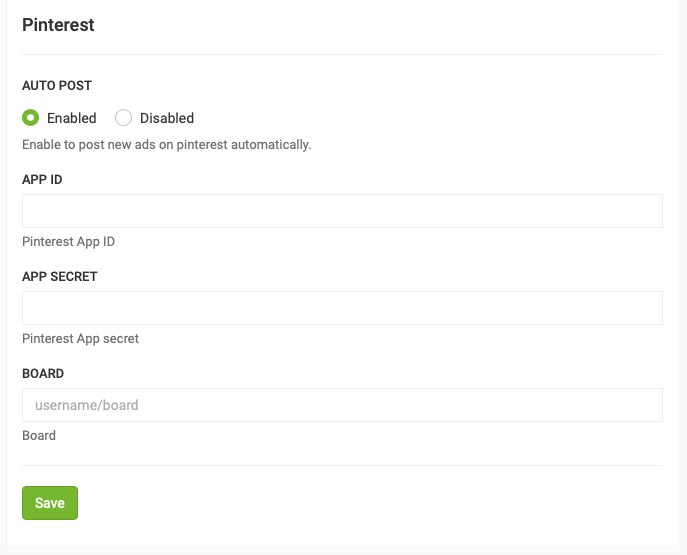 Pinterest
AUTO POST
Enabled Disabled
Enable to post new ads on pinterest automatically.
APP ID
Pinterest App ID
APP SECRET
Pinterest App secret
BOARD
username/board
Board
Save